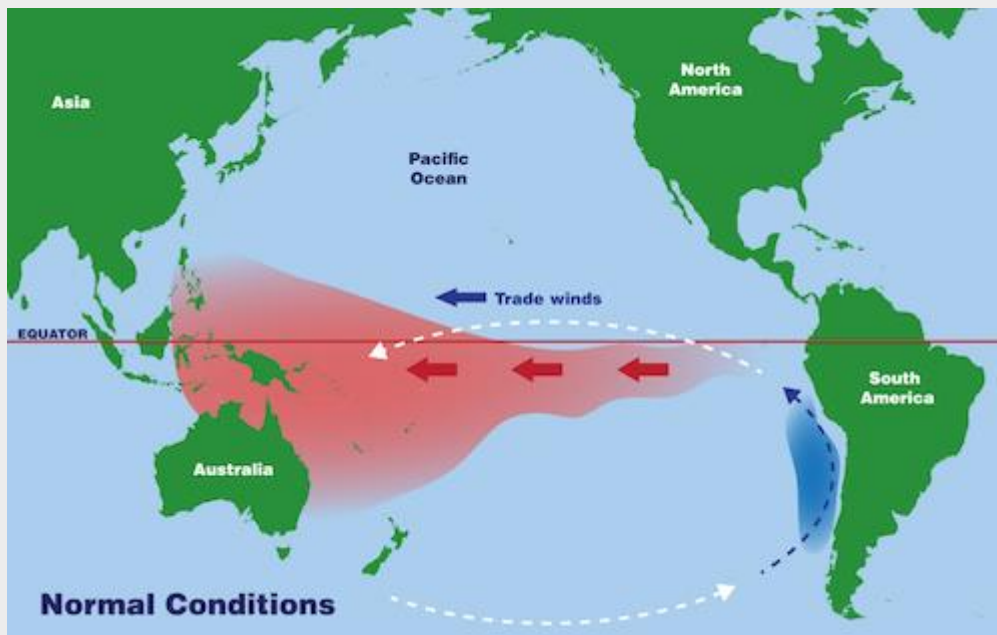 Asia
North
America
Pacific
Ocean
Trade winds
EQUATOR
South
America
Australia
Normal Conditions